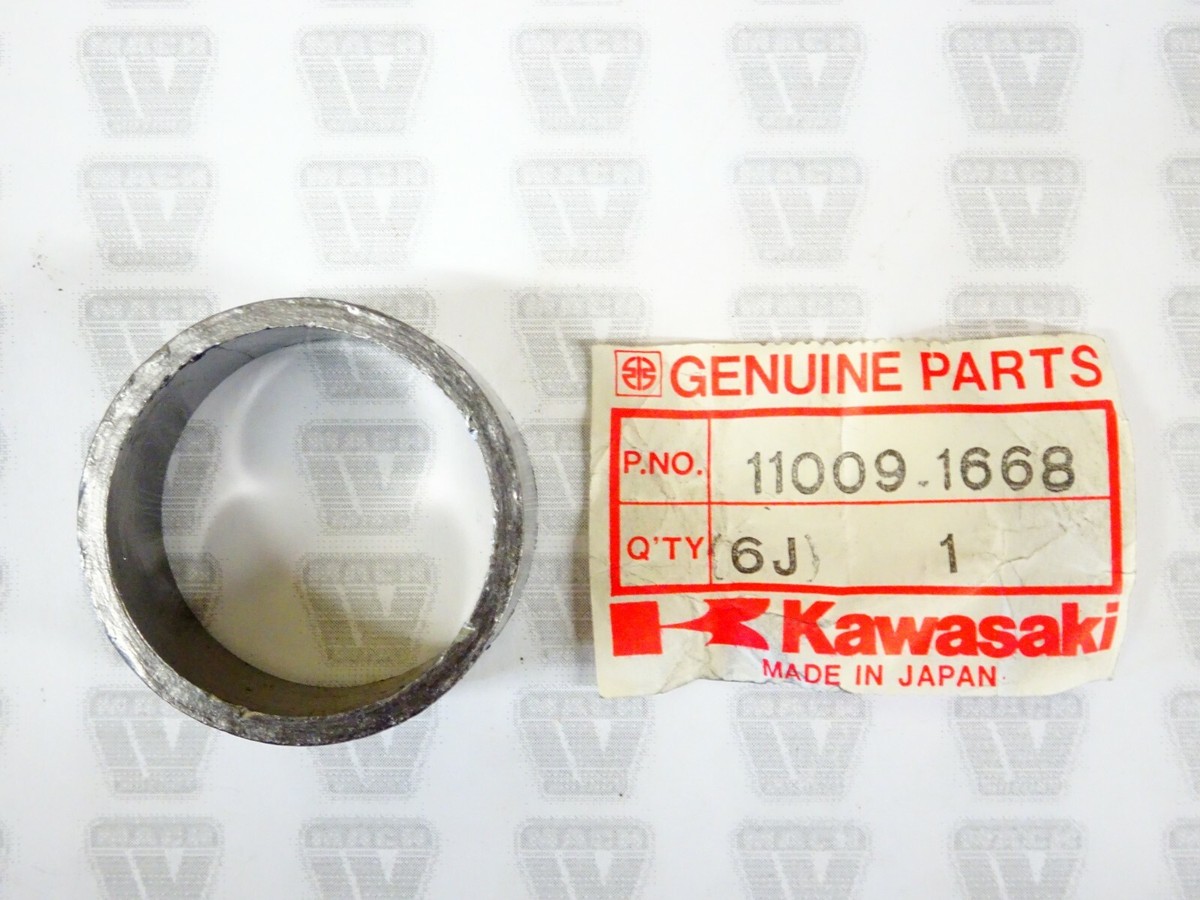 GENUINE PARTS
P.NO. 11009-1668
Q'TY (6J) 1
Kawasaki
MADE IN JAPAN